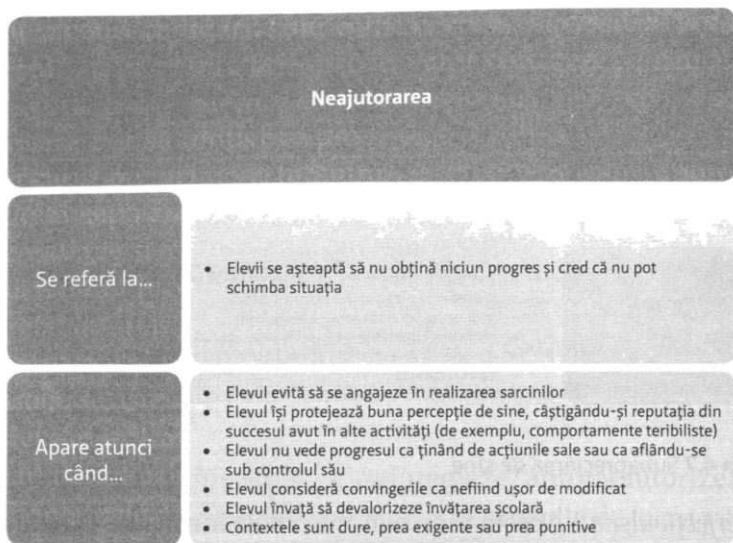 Neajutorarea
Se referă la...
• Elevii se așteaptă să nu obțină niciun progres și cred că nu pot
schimba situația
Apare atunci
când...
• Elevul evită să se angajeze în realizarea sarcinilor
• Elevul își protejează buna percepție de sine, câștigându-și reputația din
succesul avut în alte activități (de exemplu, comportamente teribiliste)
• Elevul nu vede progresul ca ținând de acțiunile sale sau ca aflându-se
sub controlul său
• Elevul consideră convingerile ca nefiind ușor de modificat
• Elevul învață să devalorizeze învățarea școlară
• Contextele sunt dure, prea exigente sau prea punitive